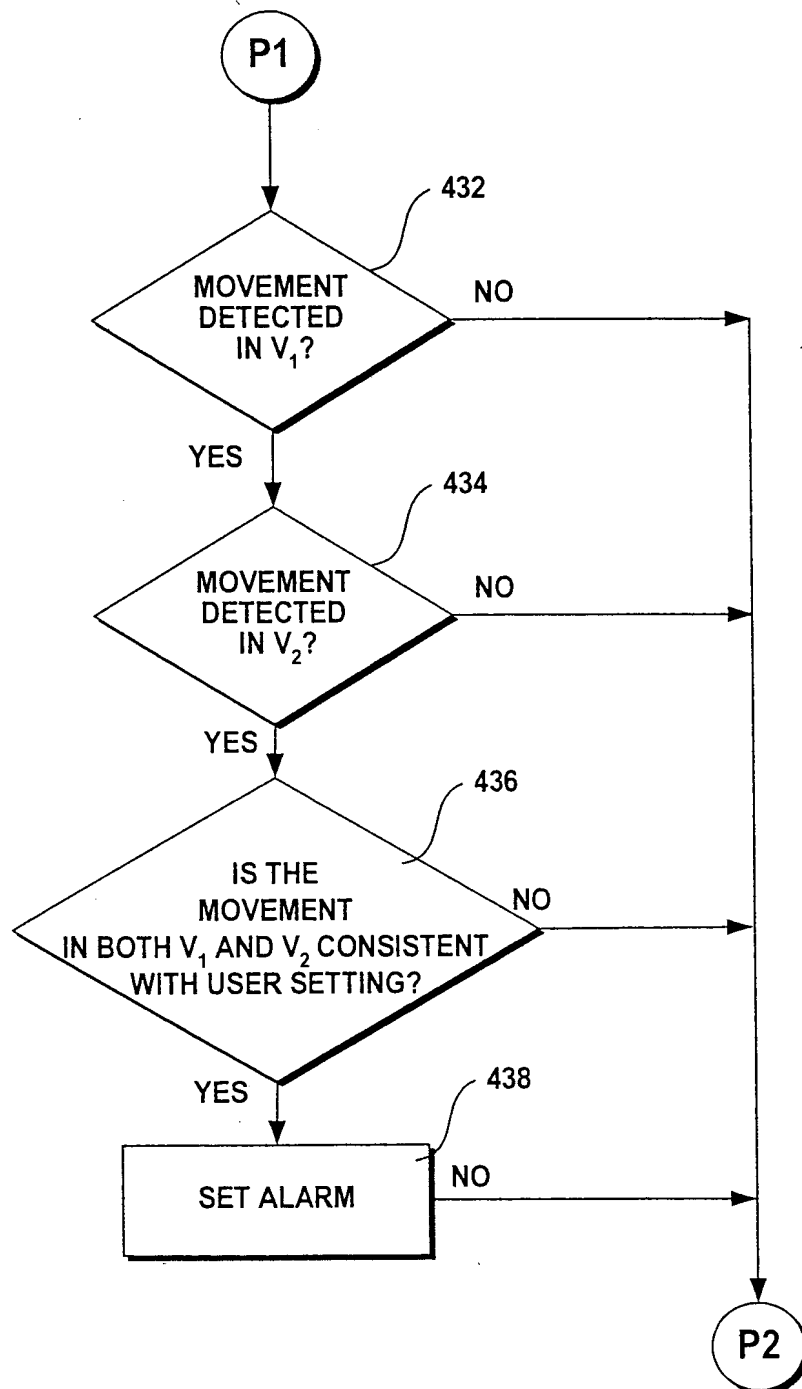 P1
432
MOVEMENT
DETECTED
IN V₁?
NO
YES
434
MOVEMENT
DETECTED
IN V₂?
NO
YES
436
IS THE
MOVEMENT
IN BOTH V₁ AND V₂ CONSISTENT
WITH USER SETTING?
NO
YES
438
SET ALARM
NO
P2